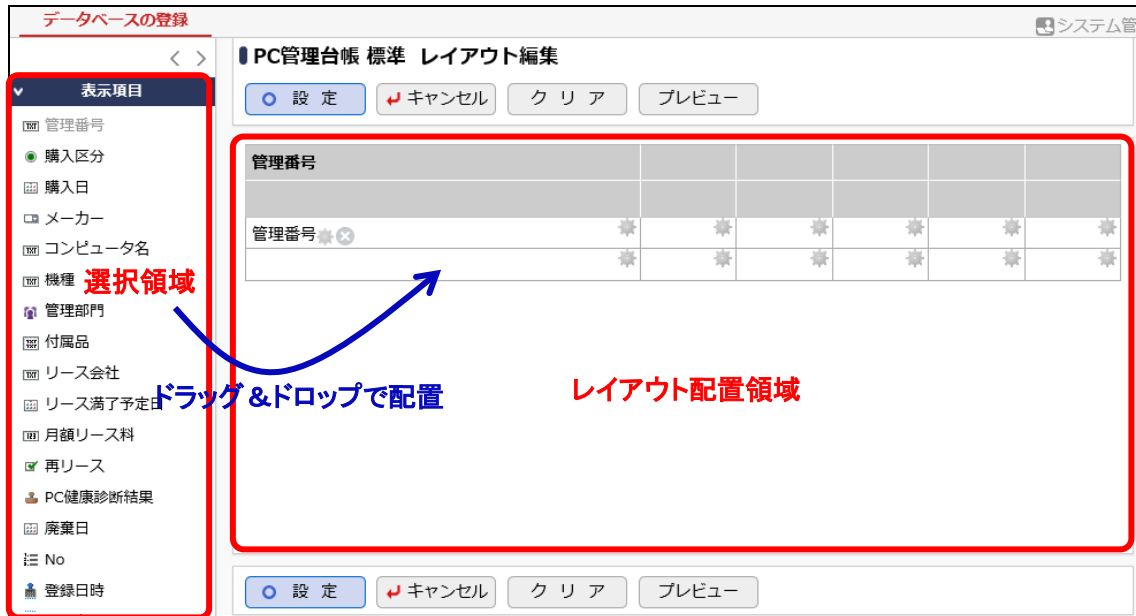 データベースの登録
システム管
PC管理台帳 標準 レイアウト編集
設 定
キャンセル
ク リ ア
プレビュー
表示項目
管理番号
購入区分
購入日
メーカー
コンピュータ名
機種
管理部門
付属品
リース会社
リース満了予定日
月額リース料
再リース
PC健康診断結果
廃棄日
No
登録日時
選択領域
ドラッグ&ドロップで配置
管理番号
管理番号
レイアウト配置領域
設 定
キャンセル
ク リ ア
プレビュー